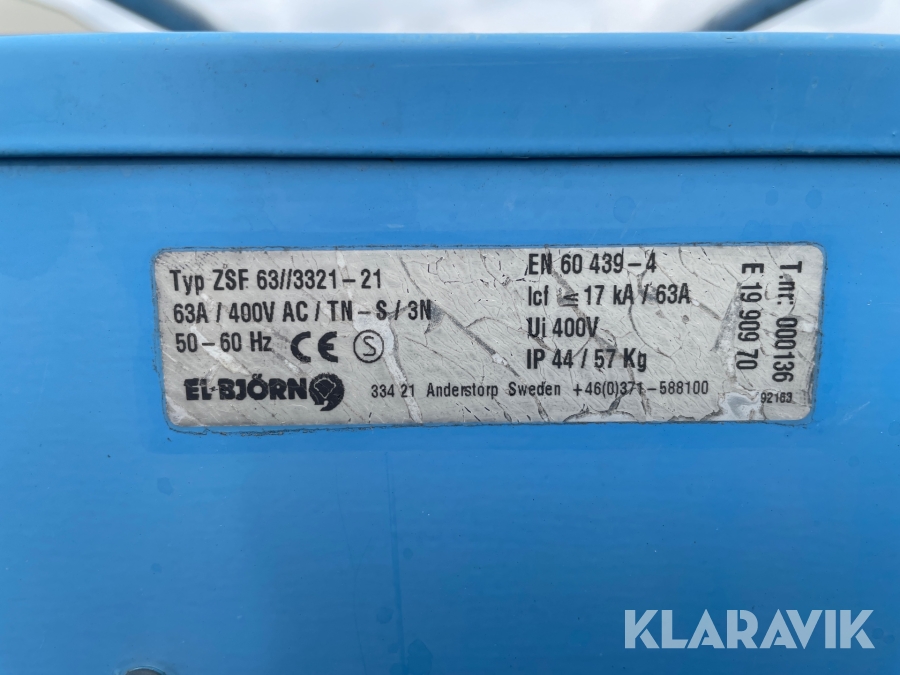 Typ ZSF 63//3321-21
63A / 400V AC / TN-S / 3N
50-60 Hz CE S
EL-BJÖRN
334 21 Anderstorp Sweden +46(0)371-588100
EN 60 439-4
Icf ≤ 17 kA / 63A
Ui 400V
IP 44 / 57 Kg
T.nr: 000136
E 19 909 70
92163
KLARAVIK